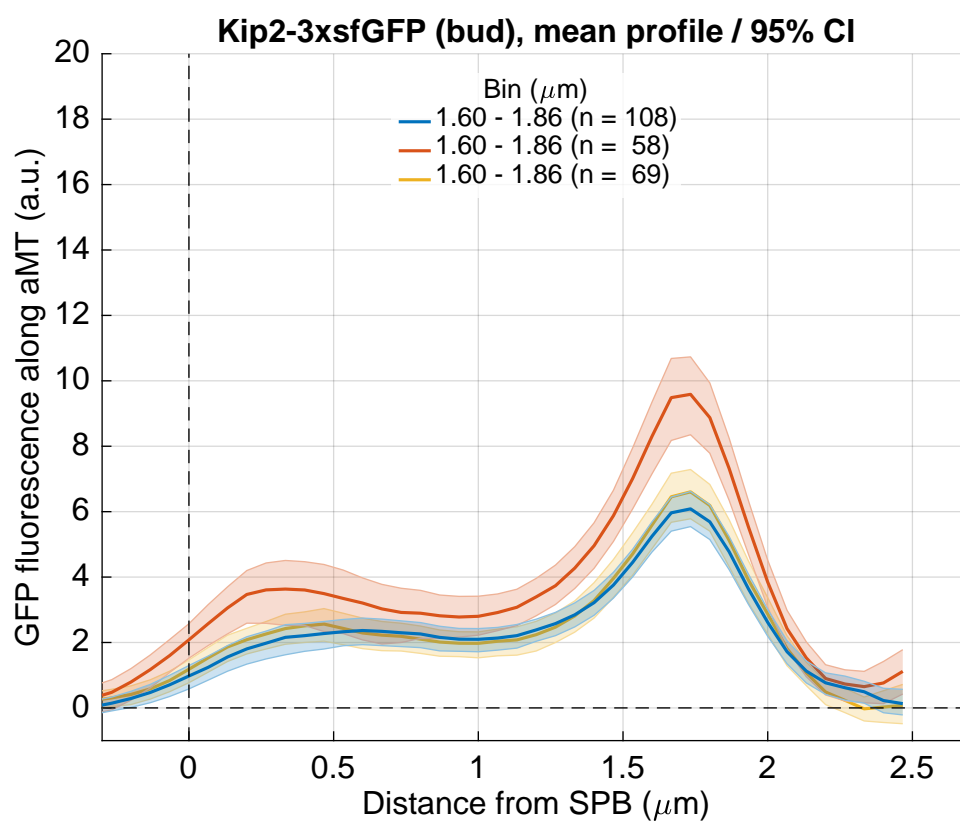 Kip2-3xsfGFP (bud), mean profile / 95% CI
20
18
16
14
12
10
8
6
4
2
0
GFP fluorescence along aMT (a.u.)
Bin (μm)
1.60 - 1.86 (n = 108)
1.60 - 1.86 (n = 58)
1.60 - 1.86 (n = 69)
0 0.5 1 1.5 2 2.5
Distance from SPB (μm)